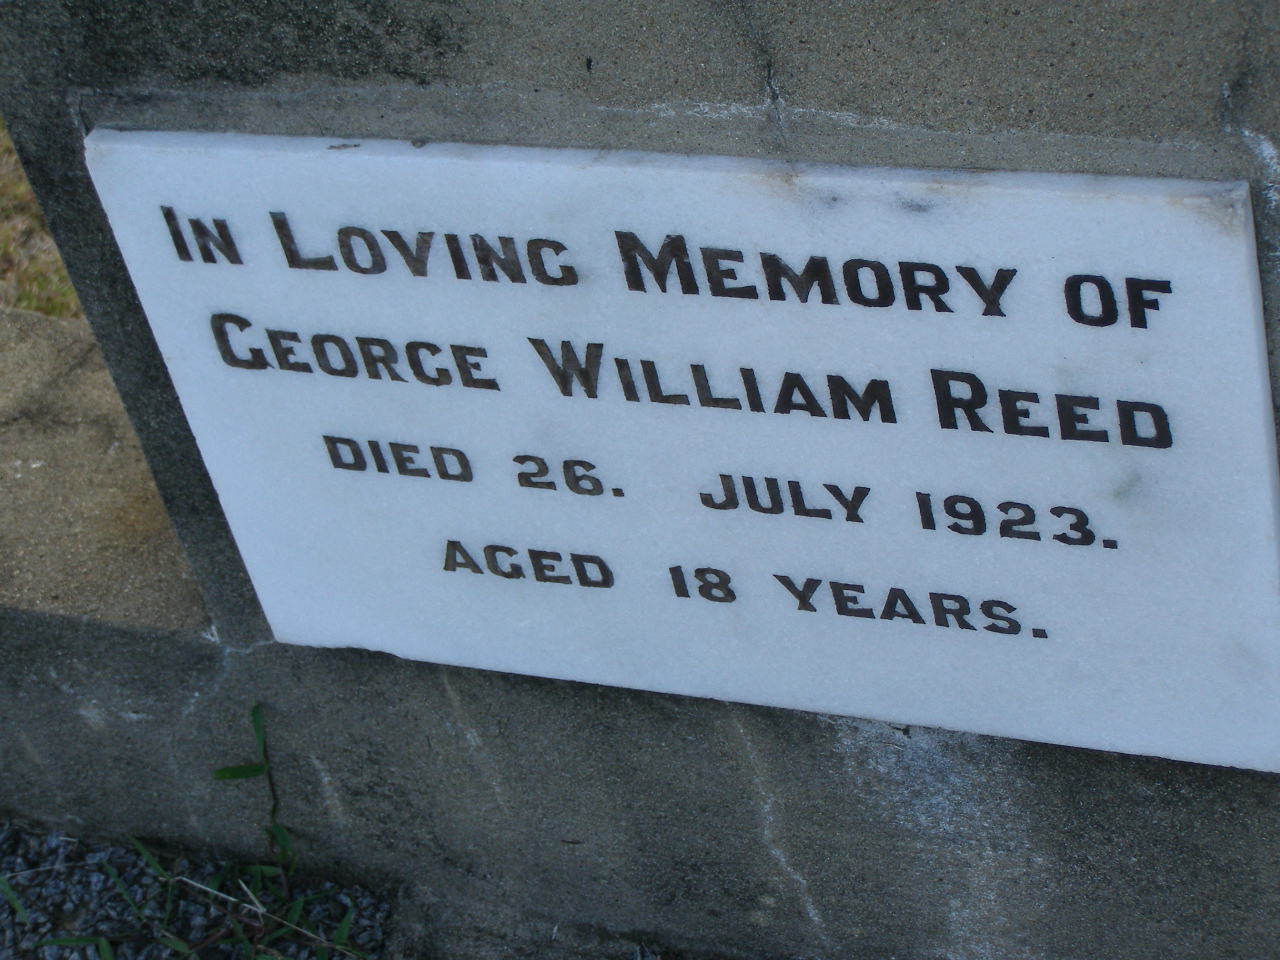 IN LOVING MEMORY OF
GEORGE WILLIAM REED
DIED 26. JULY 1923.
AGED 18 YEARS.